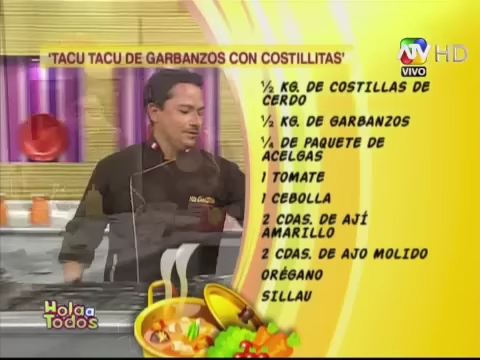 'TACU TACU DE GARBANZOS CON COSTILLITAS'
ATV HD
VIVO
½ KG. DE COSTILLAS DE
CERDO
½ KG. DE GARBANZOS
¼ DE PAQUETE DE
ACELGAS
1 TOMATE
1 CEBOLLA
2 CDAS. DE AJÍ
AMARILLO
2 CDAS. DE AJO MOLIDO
ORÉGANO
SILLAU
Hola a
Todos